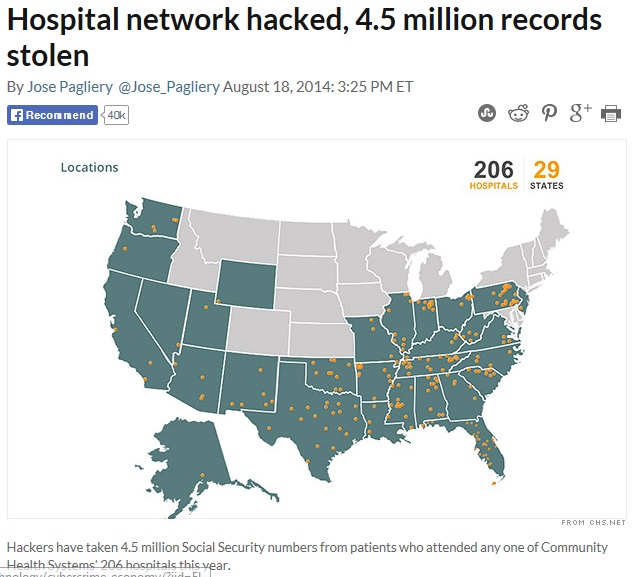 Hospital network hacked, 4.5 million records
stolen
By Jose Pagliery @Jose_Pagliery August 18, 2014: 3:25 PM ET
Recommend 40k
g+
Locations
206 29
HOSPITALS STATES
FROM CHS.NET
Hackers have taken 4.5 million Social Security numbers from patients who attended any one of Community
Health Systems' 206 hospitals this year.